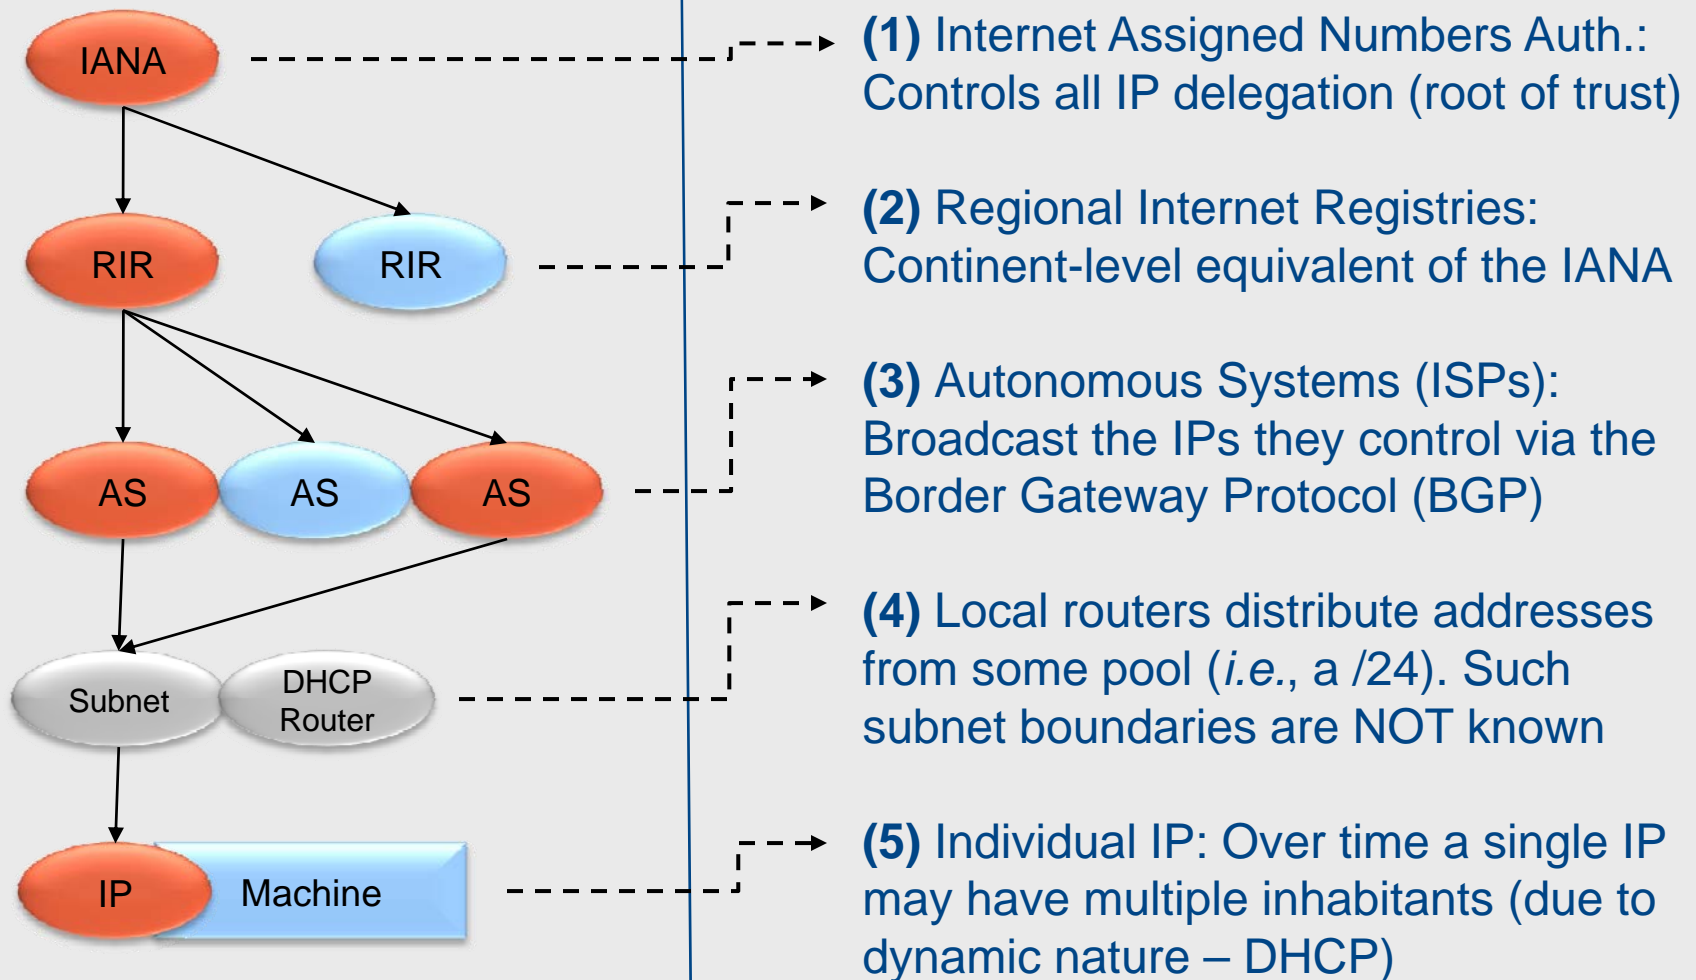 IANA
(1) Internet Assigned Numbers Auth.:
Controls all IP delegation (root of trust)
RIR
RIR
(2) Regional Internet Registries:
Continent-level equivalent of the IANA
AS
AS
AS
(3) Autonomous Systems (ISPs):
Broadcast the IPs they control via the
Border Gateway Protocol (BGP)
Subnet
DHCP
Router
(4) Local routers distribute addresses
from some pool (i.e., a /24). Such
subnet boundaries are NOT known
IP
Machine
(5) Individual IP: Over time a single IP
may have multiple inhabitants (due to
dynamic nature – DHCP)